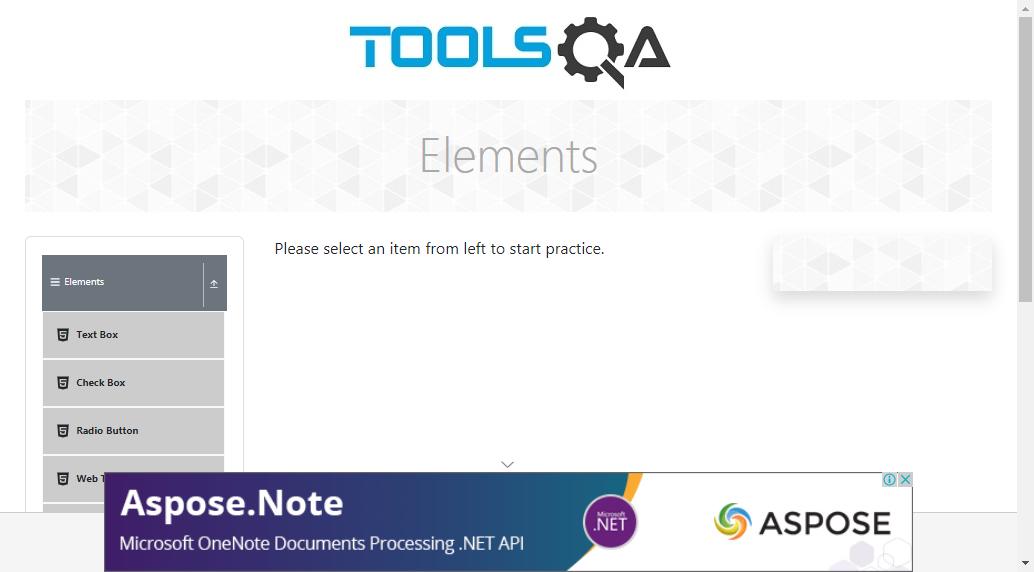 TOOLSQA
Elements
Please select an item from left to start practice.
Elements
Text Box
Check Box
Radio Button
Web
Aspose.Note
Microsoft OneNote Documents Processing .NET API
Microsoft
.NET
ASPOSE